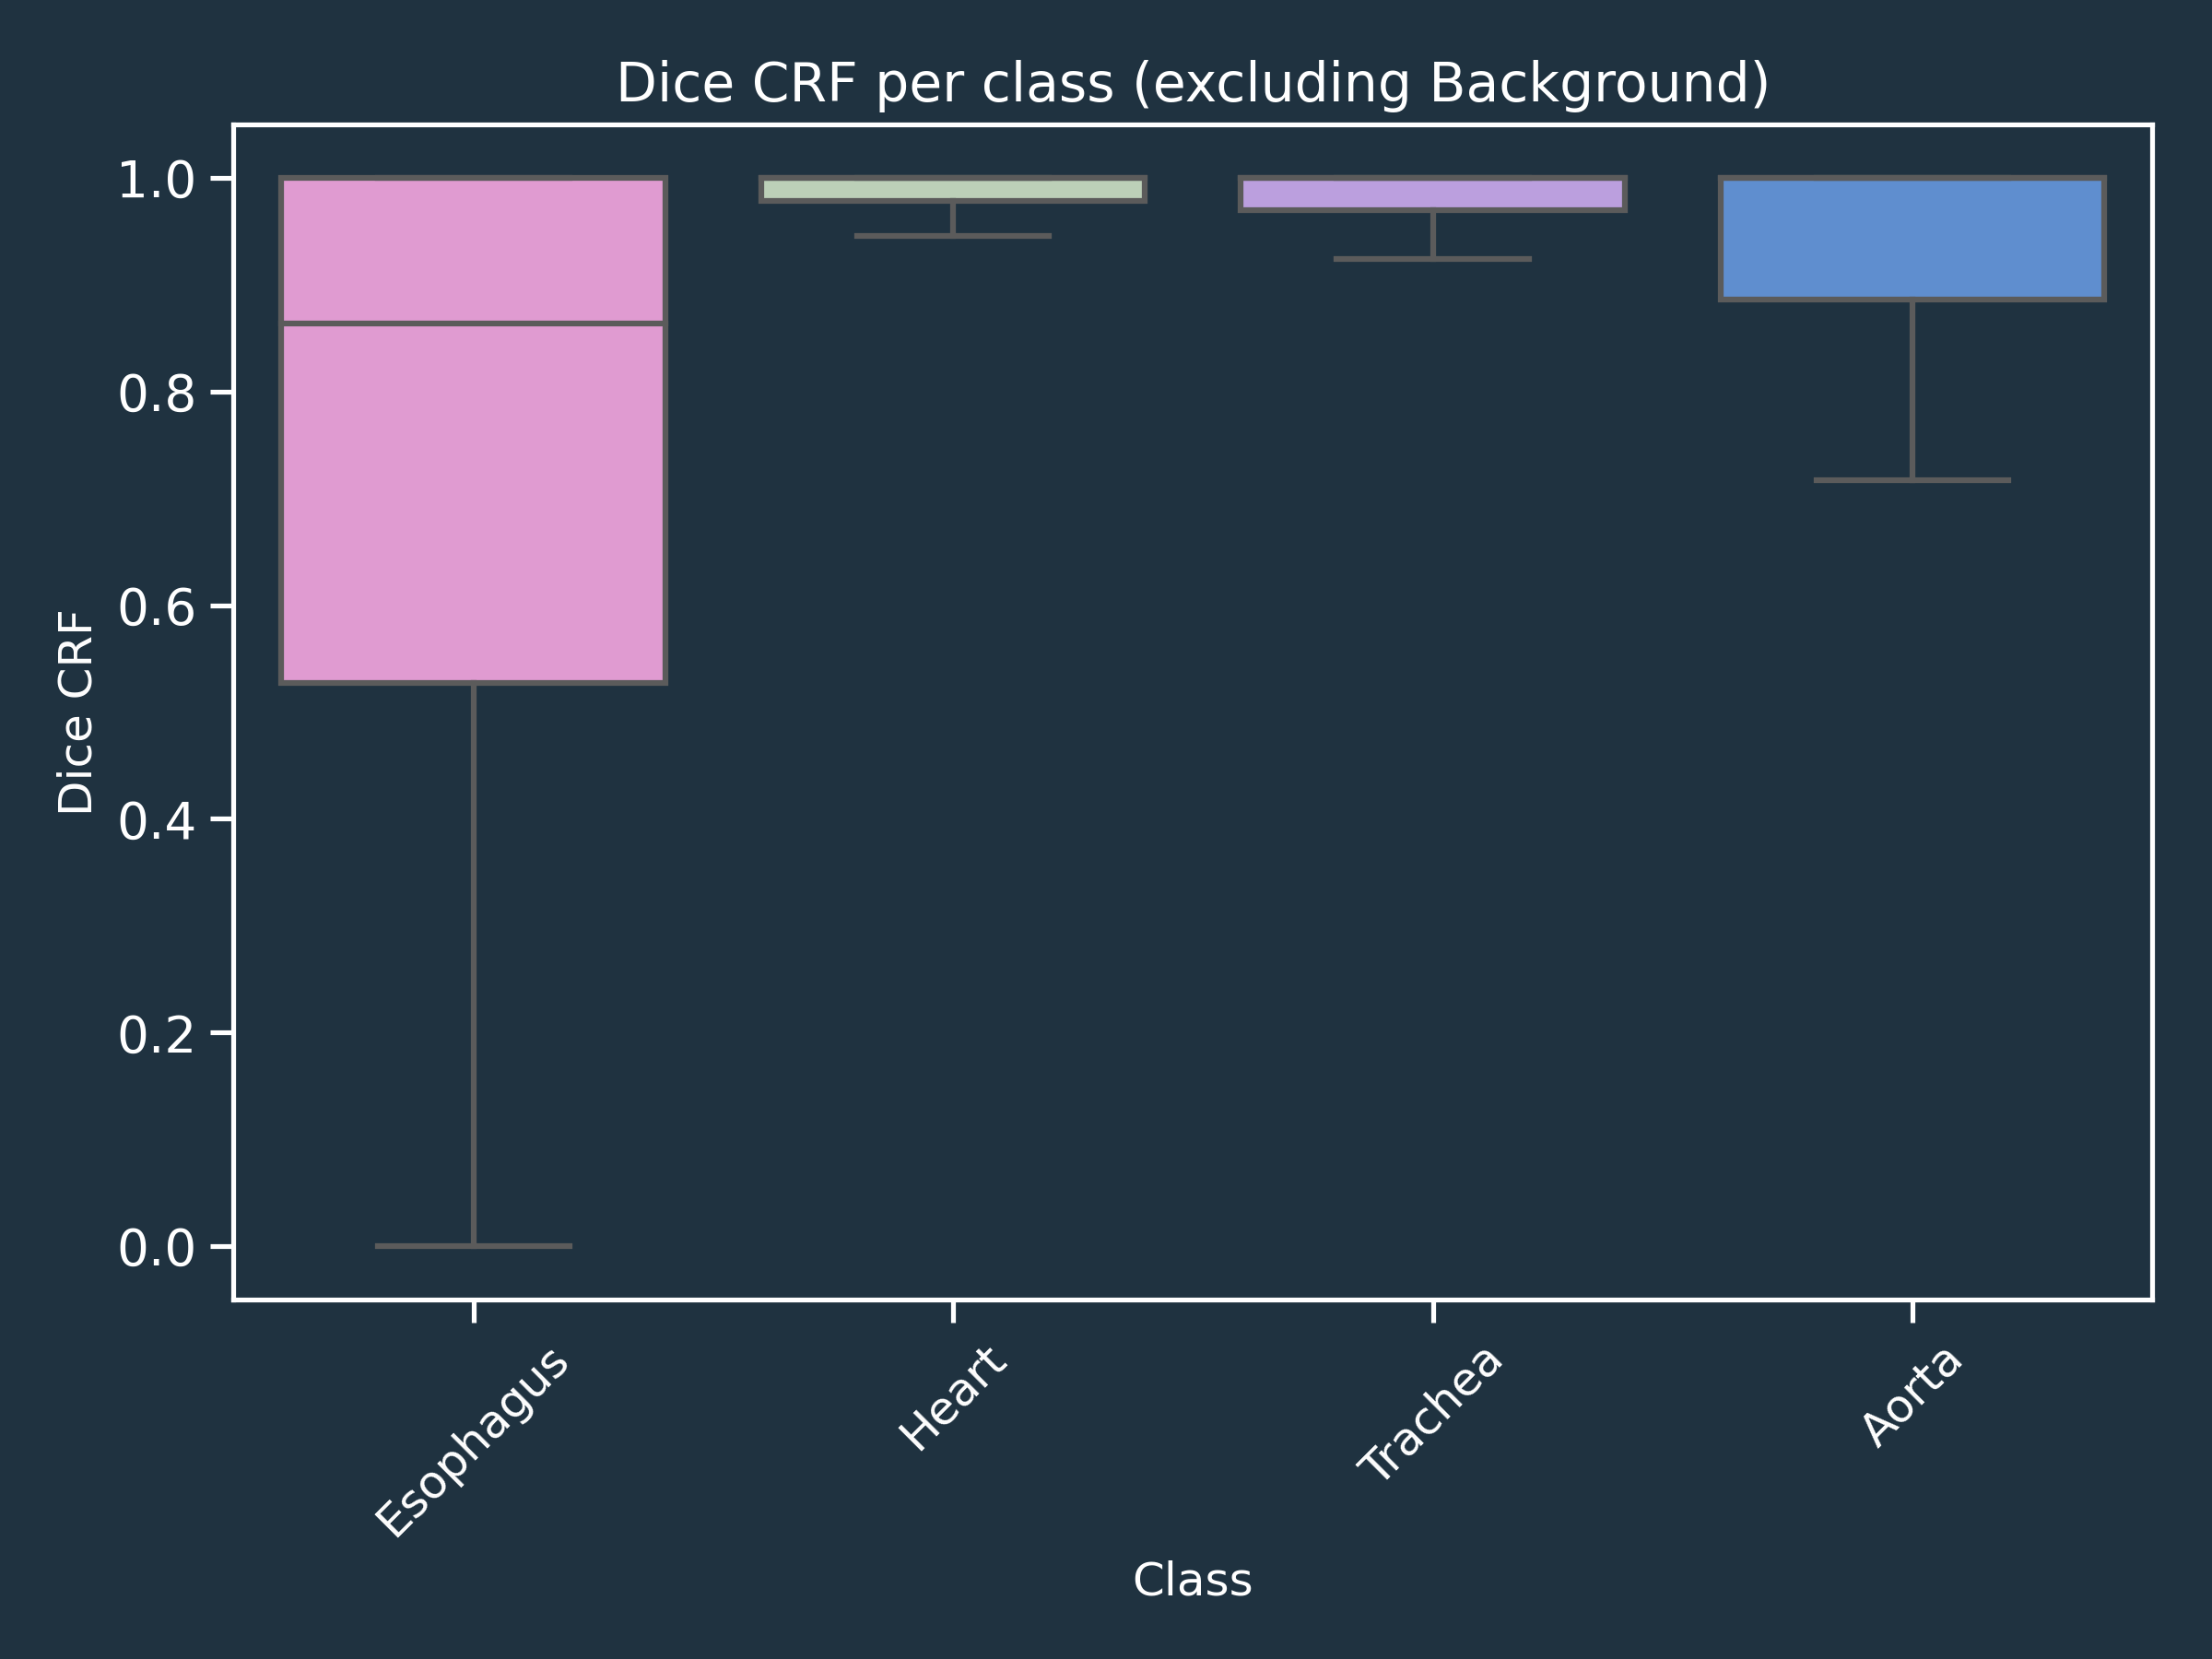 Dice CRF per class (excluding Background)
1.0
0.8
0.6
0.4
0.2
0.0
Dice CRF
Esophagus
Heart
Trachea
Aorta
Class